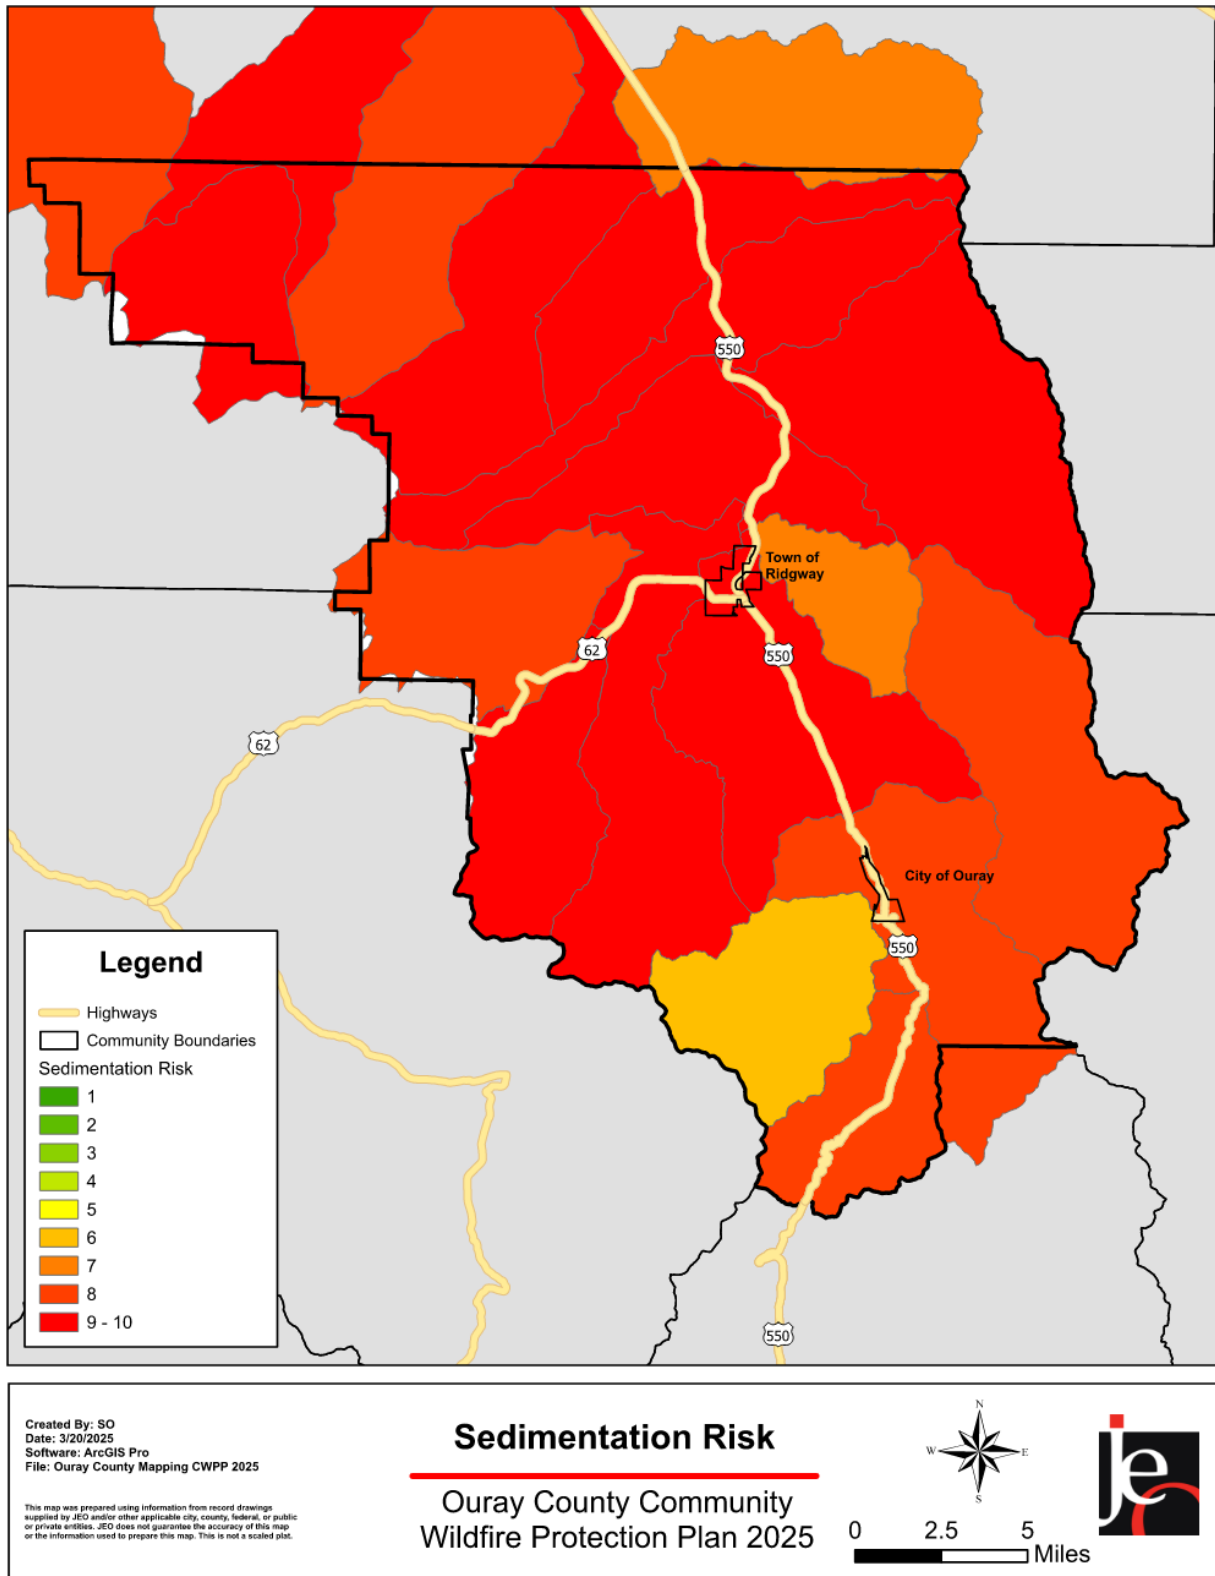 550
Town of
Ridgway
62
550
62
City of Ouray
550
Legend
Highways
Community Boundaries
Sedimentation Risk
1
2
3
4
5
6
7
8
9 - 10
550
Created By: SO
Date: 3/20/2025
Software: ArcGIS Pro
File: Ouray County Mapping CWPP 2025
This map was prepared using information from record drawings
supplied by JEO and/or other applicable city, county, federal, or public
or private entities. JEO does not guarantee the accuracy of this map
or the information used to prepare this map. This is not a scaled plat.
Sedimentation Risk
Ouray County Community
Wildfire Protection Plan 2025
N
W E
S
0 2.5 5
Miles
jeo